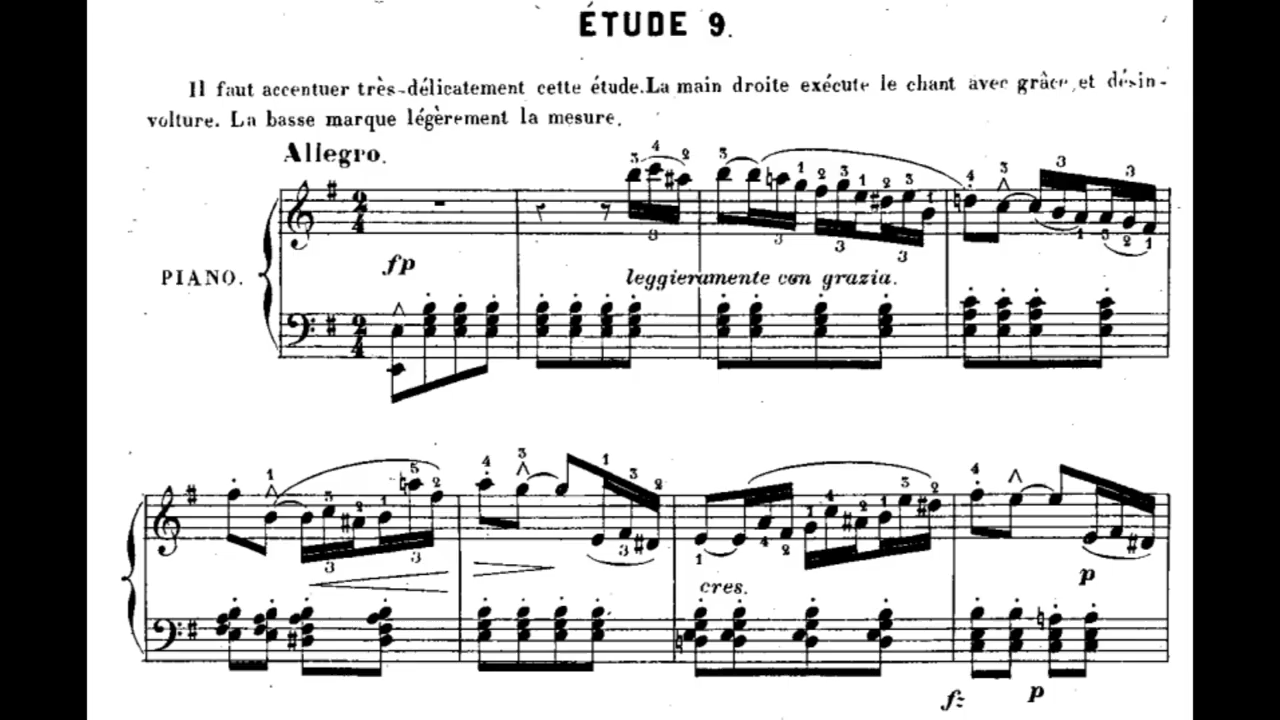 ÉTUDE 9.
Il faut accentuer très-délicatement cette étude. La main droite exécute le chant avec grâce, et désin-
volture. La basse marque légèrement la mesure.
Allegro.
PIANO.
fp
leggieramente con grazia.
cres.
p
fz
p